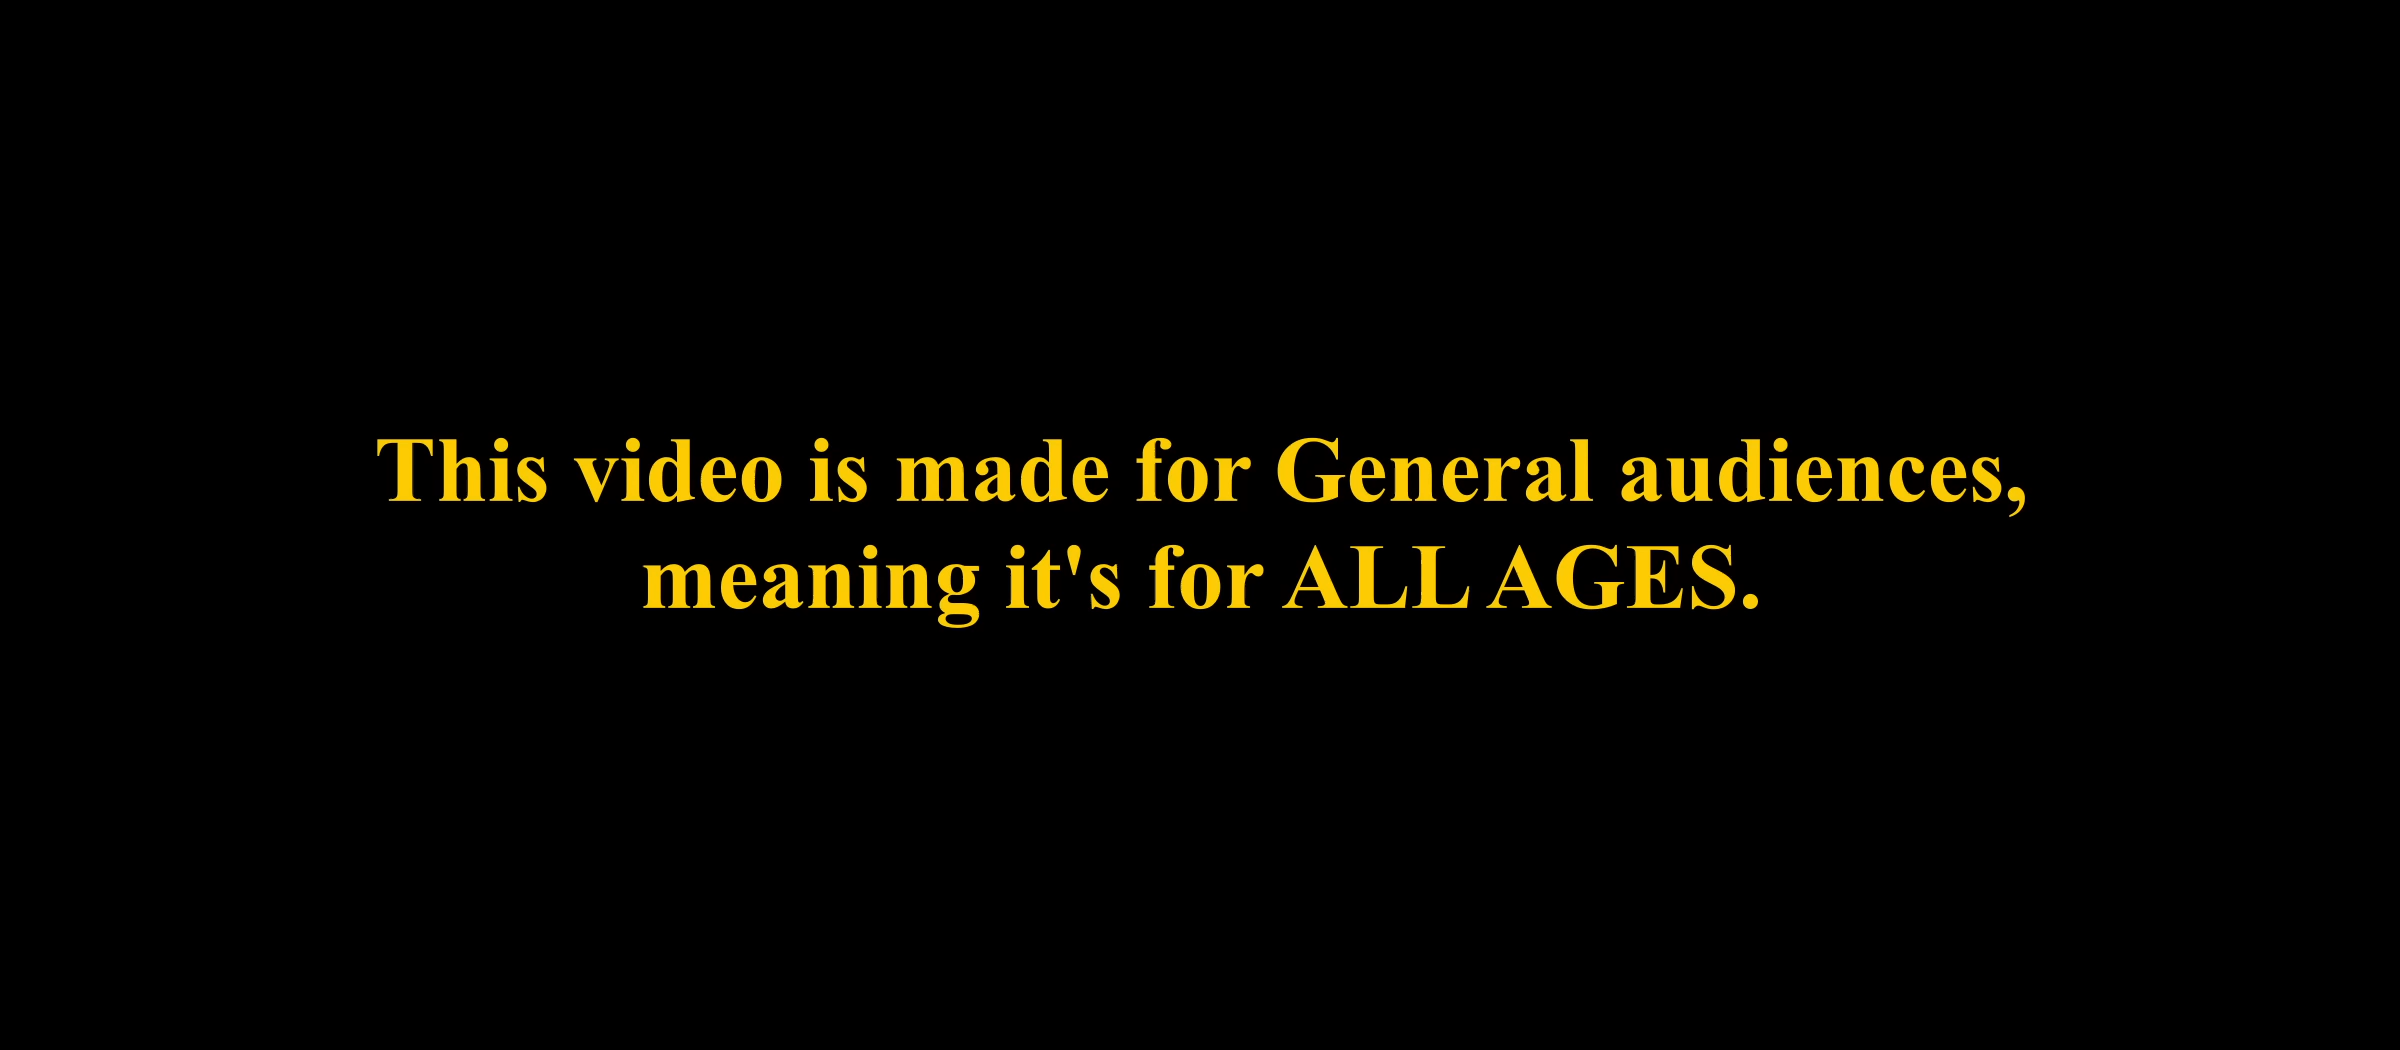 This video is made for General audiences,
meaning it's for ALL AGES.